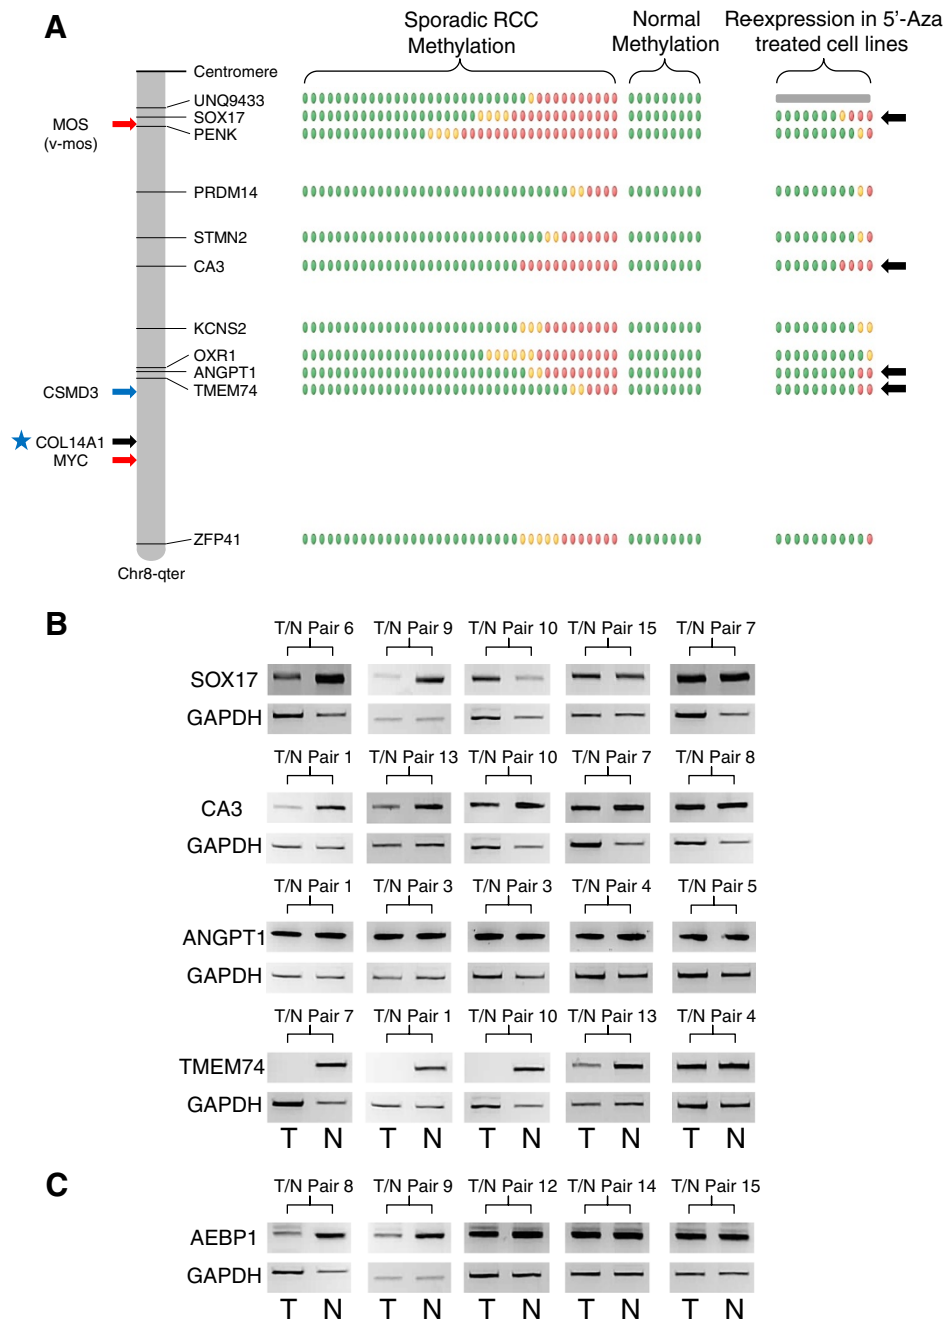 A
Sporadic RCC
Methylation
Normal
Methylation
Re-expression in 5'-Aza
treated cell lines
Centromere
UNQ9433
SOX17
PENK
MOS
(v-mos)
PRDM14
STMN2
CA3
KCNS2
OXR1
ANGPT1
TMEM74
CSMD3
COL14A1
MYC
ZFP41
Chr8-qter
B
T/N Pair 6 T/N Pair 9 T/N Pair 10 T/N Pair 15 T/N Pair 7
SOX17
GAPDH
T/N Pair 1 T/N Pair 13 T/N Pair 10 T/N Pair 7 T/N Pair 8
CA3
GAPDH
T/N Pair 1 T/N Pair 3 T/N Pair 3 T/N Pair 4 T/N Pair 5
ANGPT1
GAPDH
T/N Pair 7 T/N Pair 1 T/N Pair 10 T/N Pair 13 T/N Pair 4
TMEM74
GAPDH
T N T N T N T N T N
C
T/N Pair 8 T/N Pair 9 T/N Pair 12 T/N Pair 14 T/N Pair 15
AEBP1
GAPDH
T N T N T N T N T N